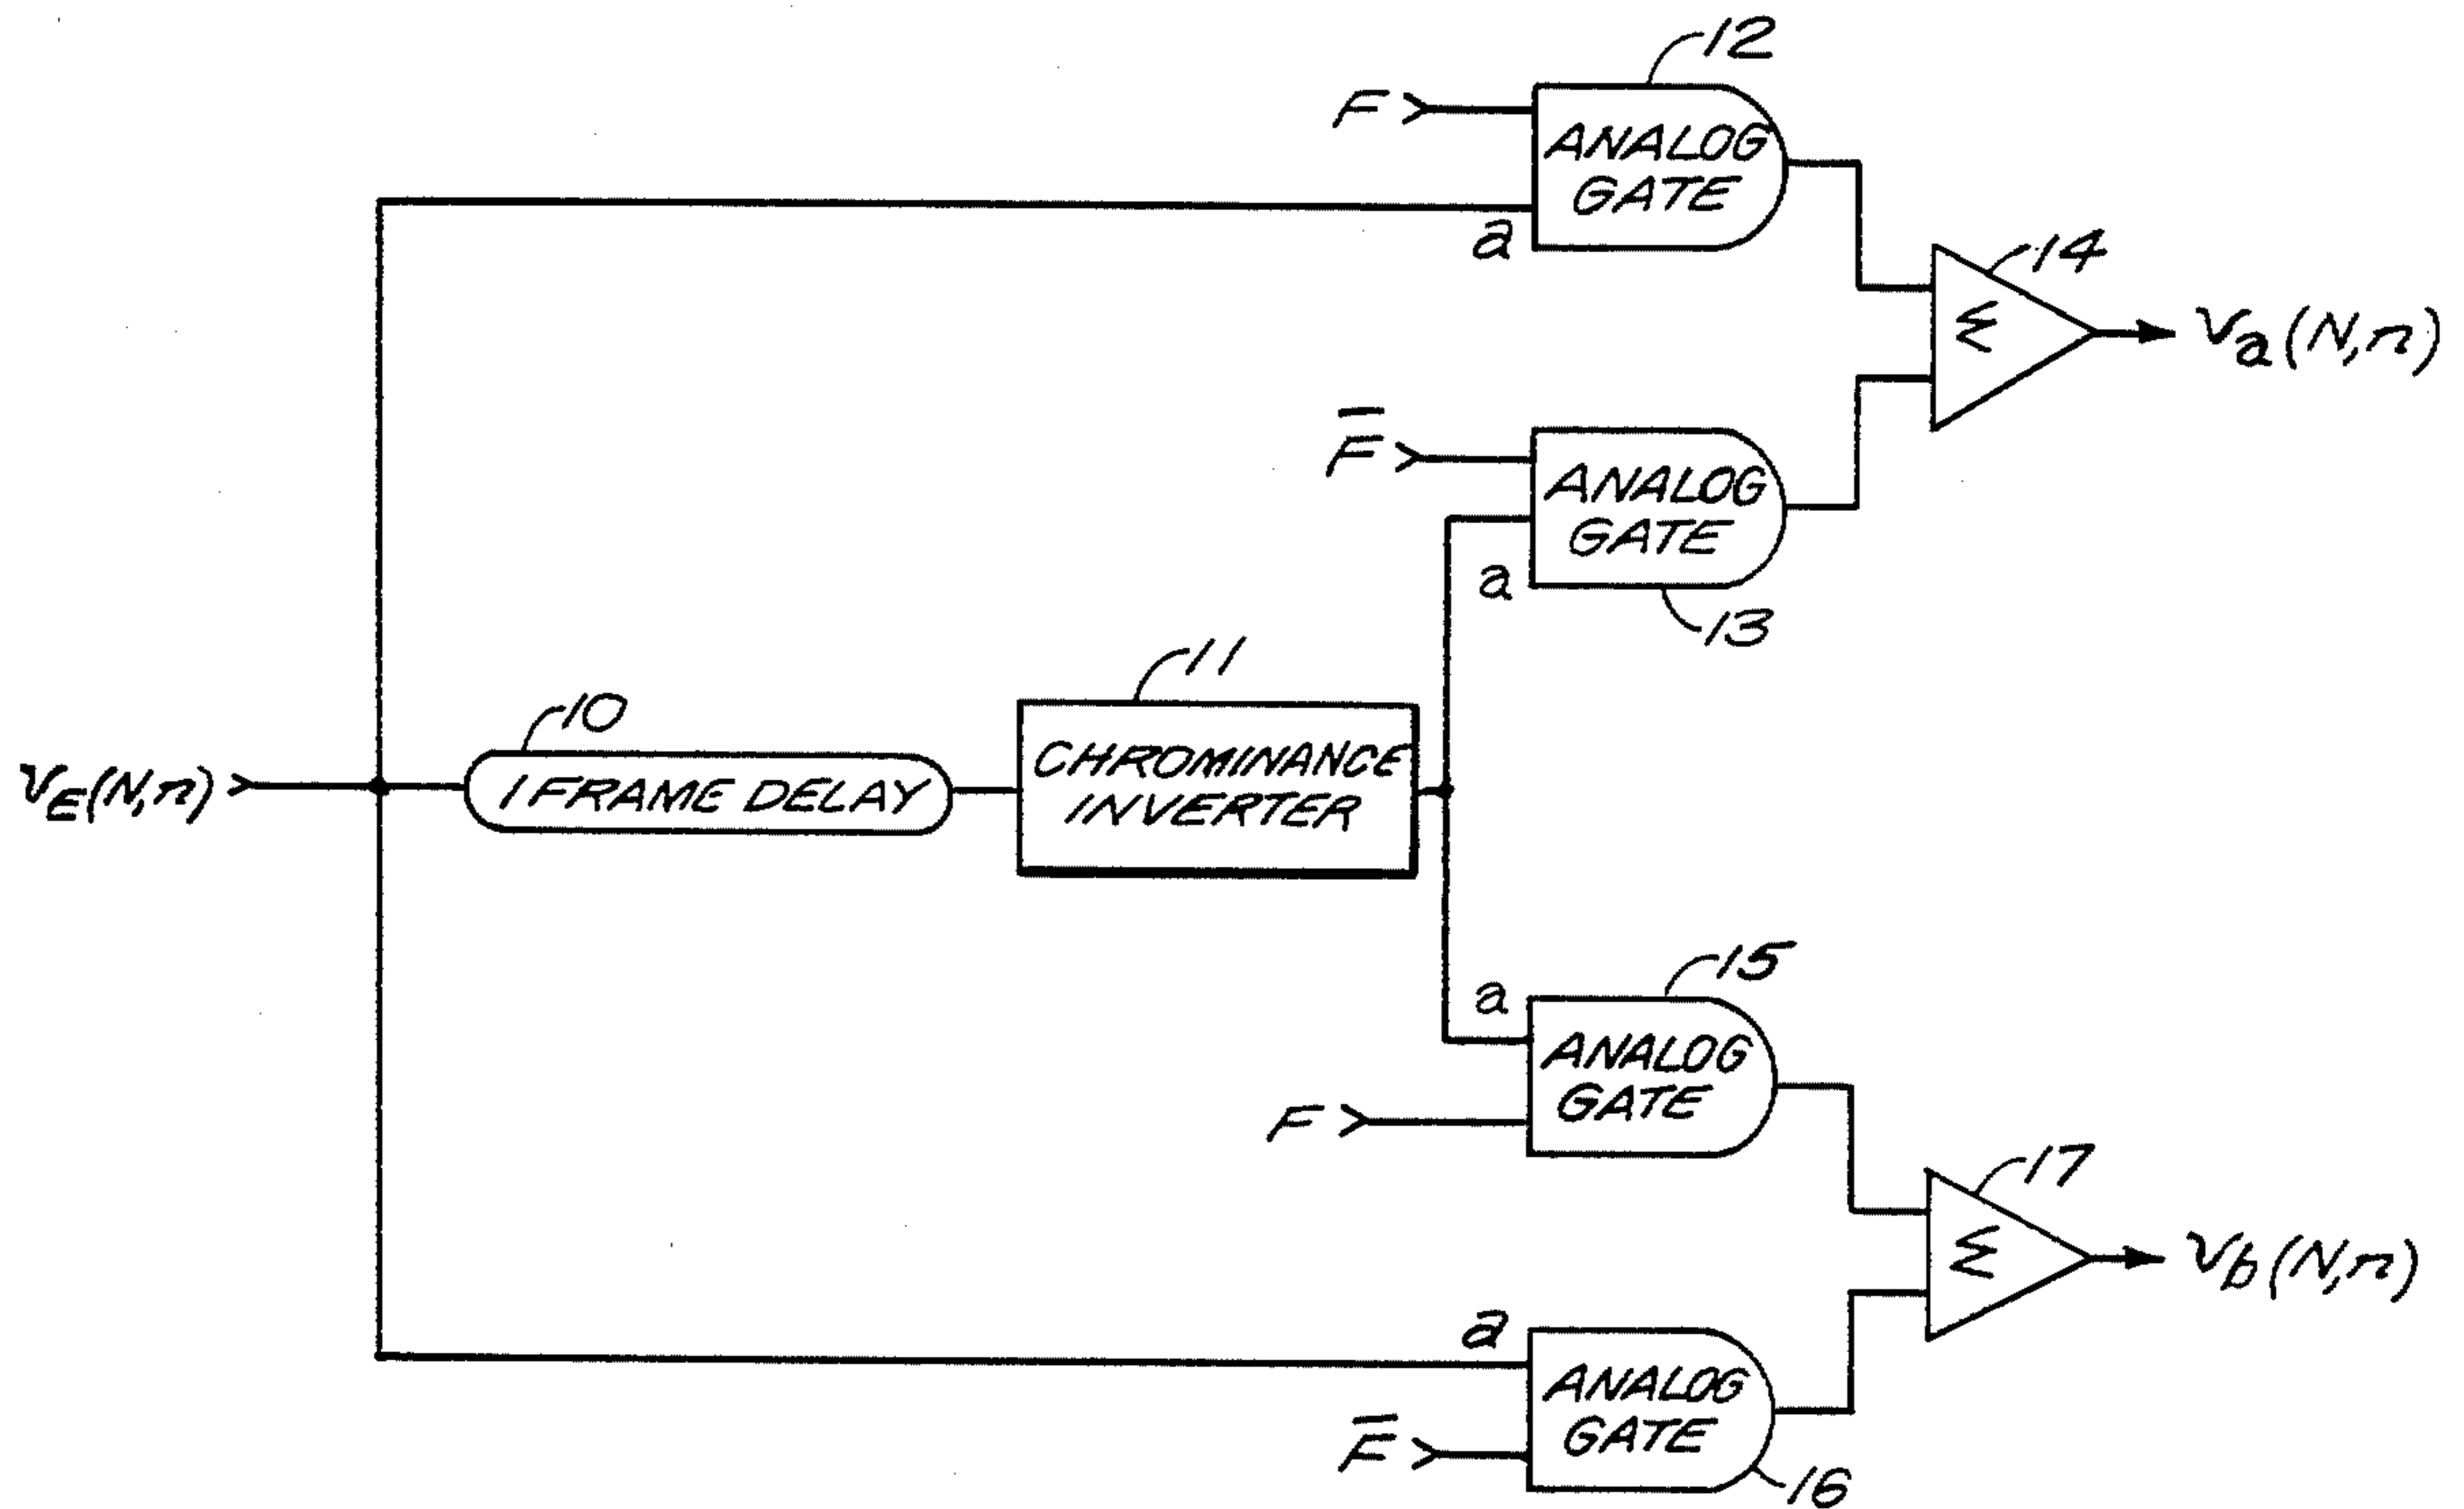 12
F
ANALOG
GATE
a
14
Σ
va(N,n)
F̅
ANALOG
GATE
a
13
11
10
vE(N,n)
1 FRAME DELAY
CHROMINANCE
INVERTER
15
a
ANALOG
GATE
F
17
Σ
vb(N,n)
a
ANALOG
GATE
F̅
16